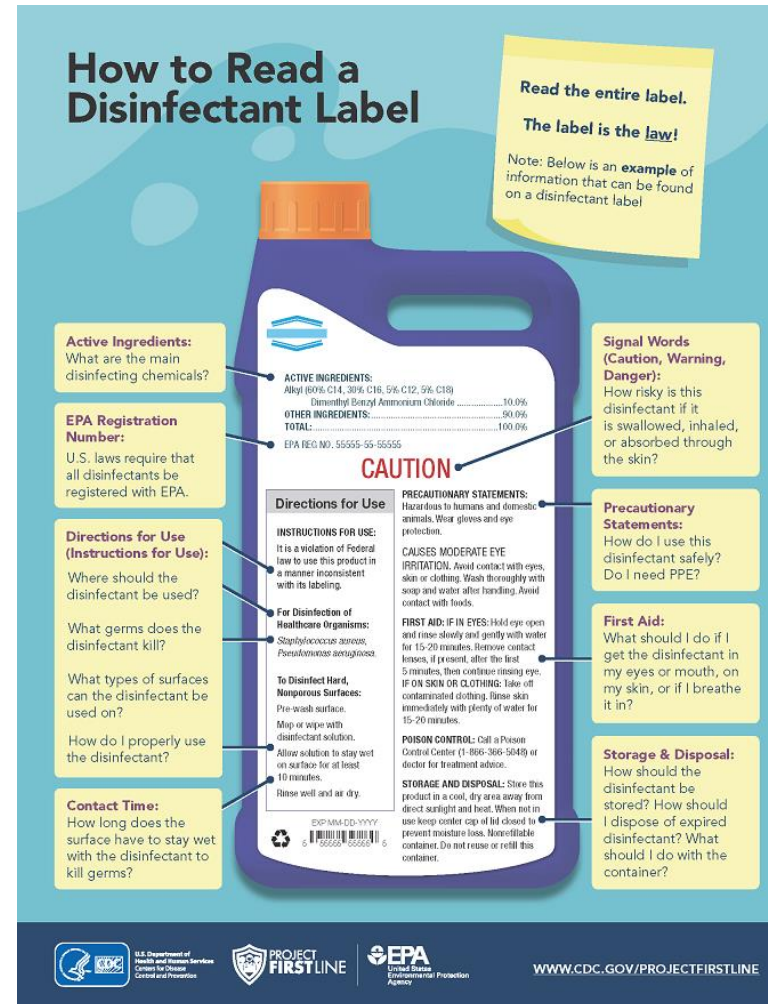 How to Read a
Disinfectant Label
Read the entire label.
The label is the law!
Note: Below is an example of
information that can be found
on a disinfectant label
Active Ingredients:
What are the main
disinfecting chemicals?
EPA Registration
Number:
U.S. laws require that
all disinfectants be
registered with EPA.
Directions for Use
(Instructions for Use):
Where should the
disinfectant be used?
What germs does the
disinfectant kill?
What types of surfaces
can the disinfectant be
used on?
How do I properly use
the disinfectant?
Contact Time:
How long does the
surface have to stay wet
with the disinfectant to
kill germs?
ACTIVE INGREDIENTS:
Alkyl (60% C14, 30% C16, 5% C12, 5% C18)
Dimenthyl Benzyl Ammonium Chloride ....................10.0%
OTHER INGREDIENTS:..........................................90.0%
TOTAL:............................................................100.0%
EPA REG NO. 55555-55-55555
CAUTION
Directions for Use
INSTRUCTIONS FOR USE:
It is a violation of Federal
law to use this product in
a manner inconsistent
with its labeling.
For Disinfection of
Healthcare Organisms:
Staphylococcus aureus,
Pseudomonas aeruginosa.
To Disinfect Hard,
Nonporous Surfaces:
Pre-wash surface.
Mop or wipe with
disinfectant solution.
Allow solution to stay wet
on surface for at least
10 minutes.
Rinse well and air dry.
EXP MM-DD-YYYY
PRECAUTIONARY STATEMENTS:
Hazardous to humans and domestic
animals. Wear gloves and eye
protection.
CAUSES MODERATE EYE
IRRITATION. Avoid contact with eyes,
skin or clothing. Wash thoroughly with
soap and water after handling. Avoid
contact with foods.
FIRST AID: IF IN EYES: Hold eye open
and rinse slowly and gently with water
for 15-20 minutes. Remove contact
lenses, if present, after the first
5 minutes, then continue rinsing eye.
IF ON SKIN OR CLOTHING: Take off
contaminated clothing. Rinse skin
immediately with plenty of water for
15-20 minutes.
POISON CONTROL: Call a Poison
Control Center (1-866-366-5048) or
doctor for treatment advice.
STORAGE AND DISPOSAL: Store this
product in a cool, dry area away from
direct sunlight and heat. When not in
use keep center cap of lid closed to
prevent moisture loss. Nonrefillable
container. Do not reuse or refill this
container.
Signal Words
(Caution, Warning,
Danger):
How risky is this
disinfectant if it
is swallowed, inhaled,
or absorbed through
the skin?
Precautionary
Statements:
How do I use this
disinfectant safely?
Do I need PPE?
First Aid:
What should I do if I
get the disinfectant in
my eyes or mouth, on
my skin, or if I breathe
it in?
Storage & Disposal:
How should the
disinfectant be
stored? How should
I dispose of expired
disinfectant? What
should I do with the
container?
CDC
U.S. Department of
Health and Human Services
Centers for Disease
Control and Prevention
PROJECT
FIRSTLINE
EPA
United States
Environmental Protection
Agency
WWW.CDC.GOV/PROJECTFIRSTLINE